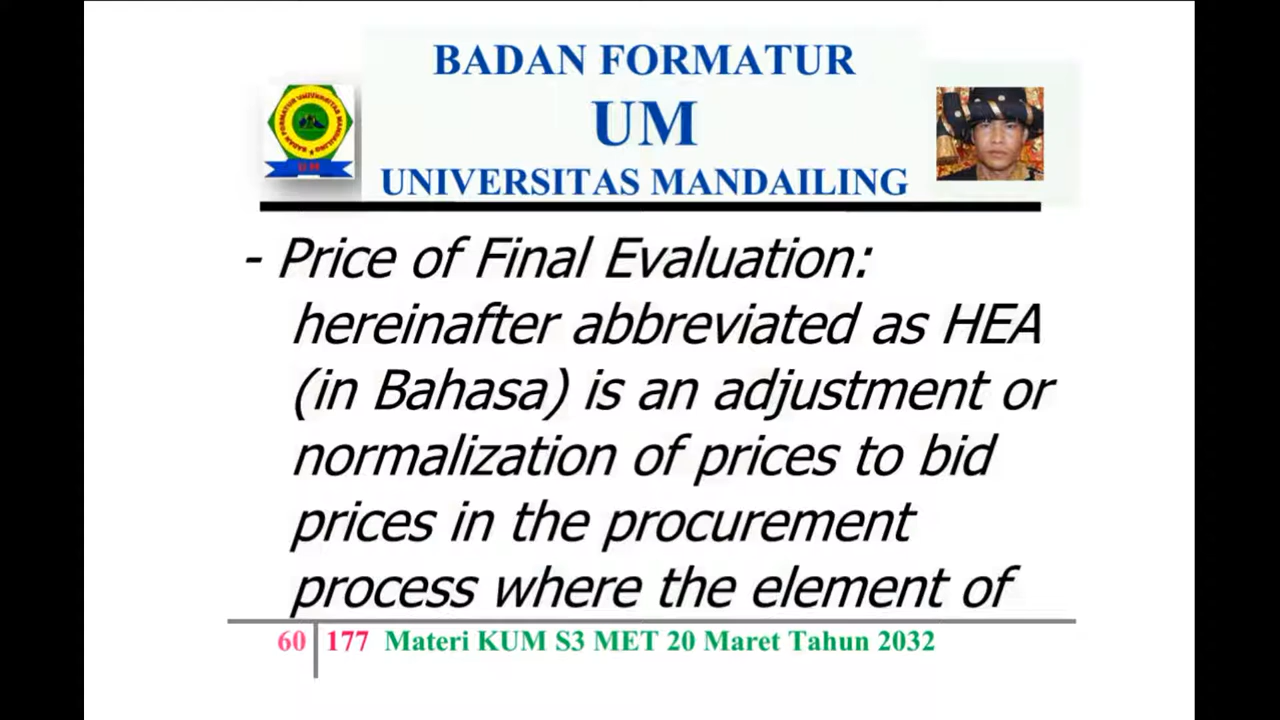 BADAN FORMATUR
UM
UNIVERSITAS MANDAILING
- Price of Final Evaluation:
hereinafter abbreviated as HEA
(in Bahasa) is an adjustment or
normalization of prices to bid
prices in the procurement
process where the element of
60 177 Materi KUM S3 MET 20 Maret Tahun 2032